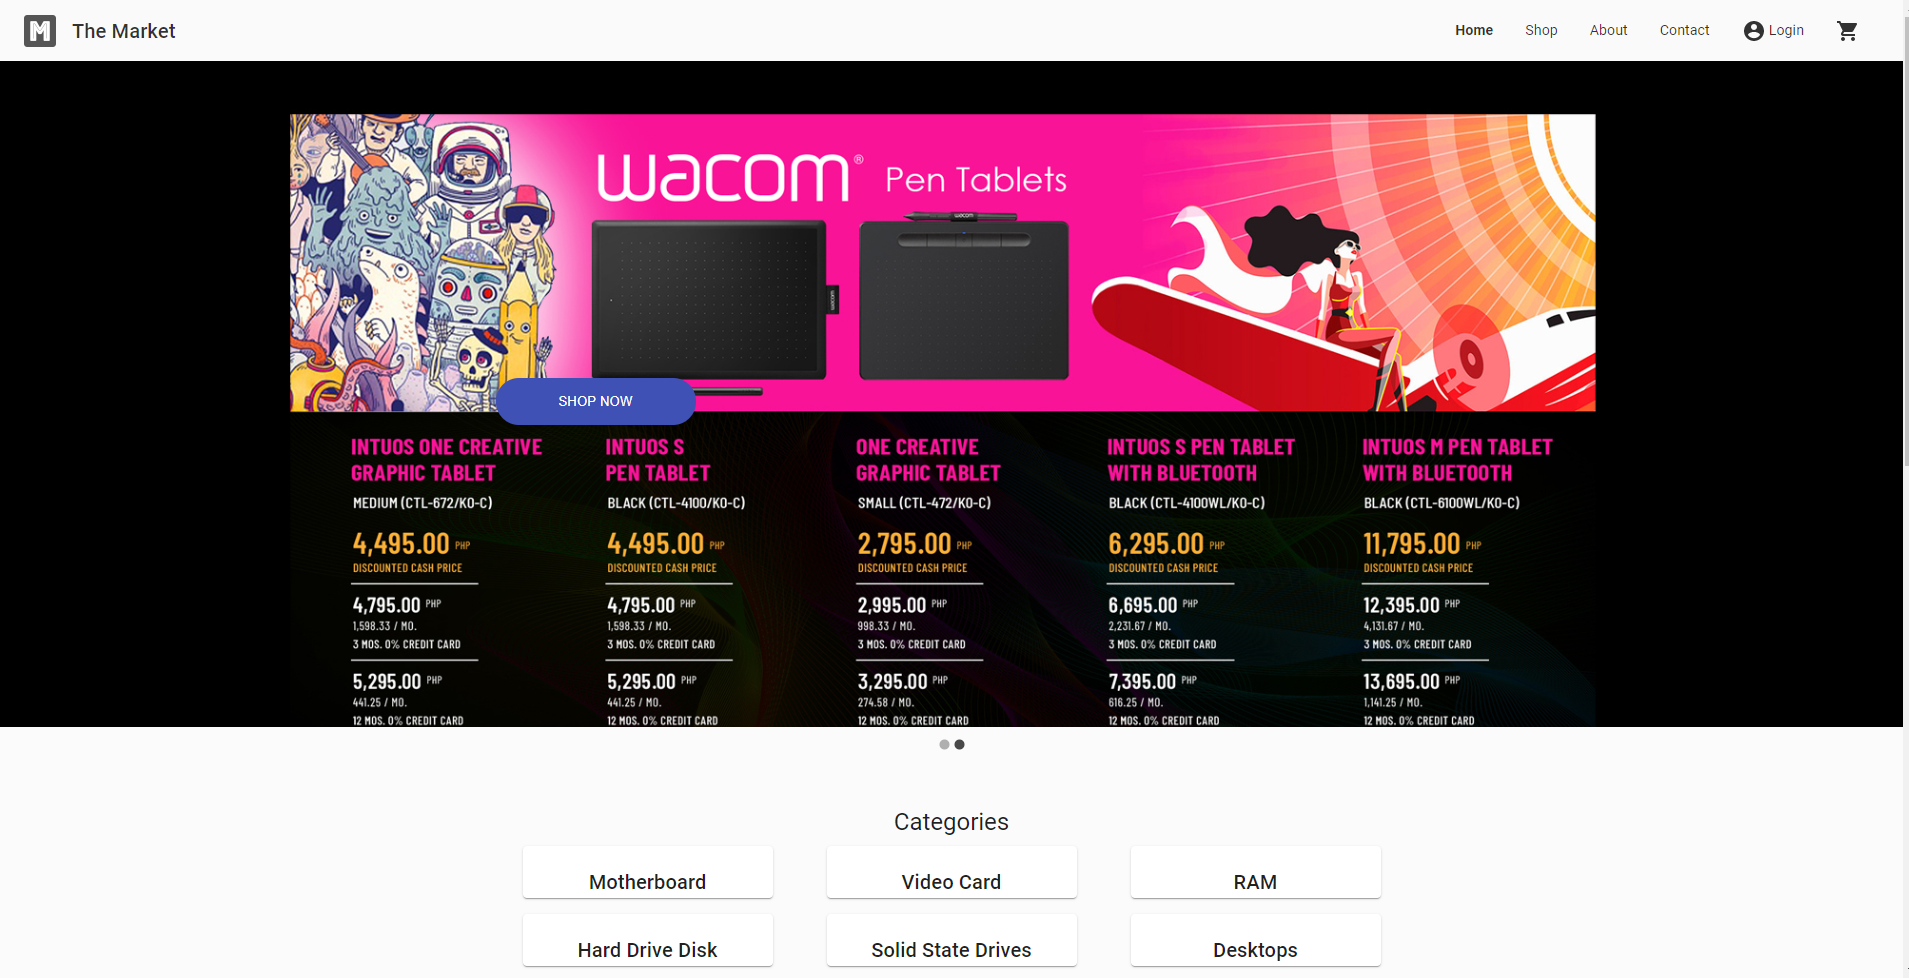 M The Market
Home Shop About Contact Login
wacom® Pen Tablets
wacom
wacom
SHOP NOW
INTUOS ONE CREATIVE
GRAPHIC TABLET
MEDIUM (CTL-672/K0-C)
4,495.00 PHP
DISCOUNTED CASH PRICE
4,795.00 PHP
1,598.33 / MO.
3 MOS. 0% CREDIT CARD
5,295.00 PHP
441.25 / MO.
12 MOS. 0% CREDIT CARD
INTUOS S
PEN TABLET
BLACK (CTL-4100/K0-C)
4,495.00 PHP
DISCOUNTED CASH PRICE
4,795.00 PHP
1,598.33 / MO.
3 MOS. 0% CREDIT CARD
5,295.00 PHP
441.25 / MO.
12 MOS. 0% CREDIT CARD
ONE CREATIVE
GRAPHIC TABLET
SMALL (CTL-472/K0-C)
2,795.00 PHP
DISCOUNTED CASH PRICE
2,995.00 PHP
998.33 / MO.
3 MOS. 0% CREDIT CARD
3,295.00 PHP
274.58 / MO.
12 MOS. 0% CREDIT CARD
INTUOS S PEN TABLET
WITH BLUETOOTH
BLACK (CTL-4100WL/K0-C)
6,295.00 PHP
DISCOUNTED CASH PRICE
6,695.00 PHP
2,231.67 / MO.
3 MOS. 0% CREDIT CARD
7,395.00 PHP
616.25 / MO.
12 MOS. 0% CREDIT CARD
INTUOS M PEN TABLET
WITH BLUETOOTH
BLACK (CTL-6100WL/K0-C)
11,795.00 PHP
DISCOUNTED CASH PRICE
12,395.00 PHP
4,131.67 / MO.
3 MOS. 0% CREDIT CARD
13,695.00 PHP
1,141.25 / MO.
12 MOS. 0% CREDIT CARD
Categories
Motherboard
Video Card
RAM
Hard Drive Disk
Solid State Drives
Desktops